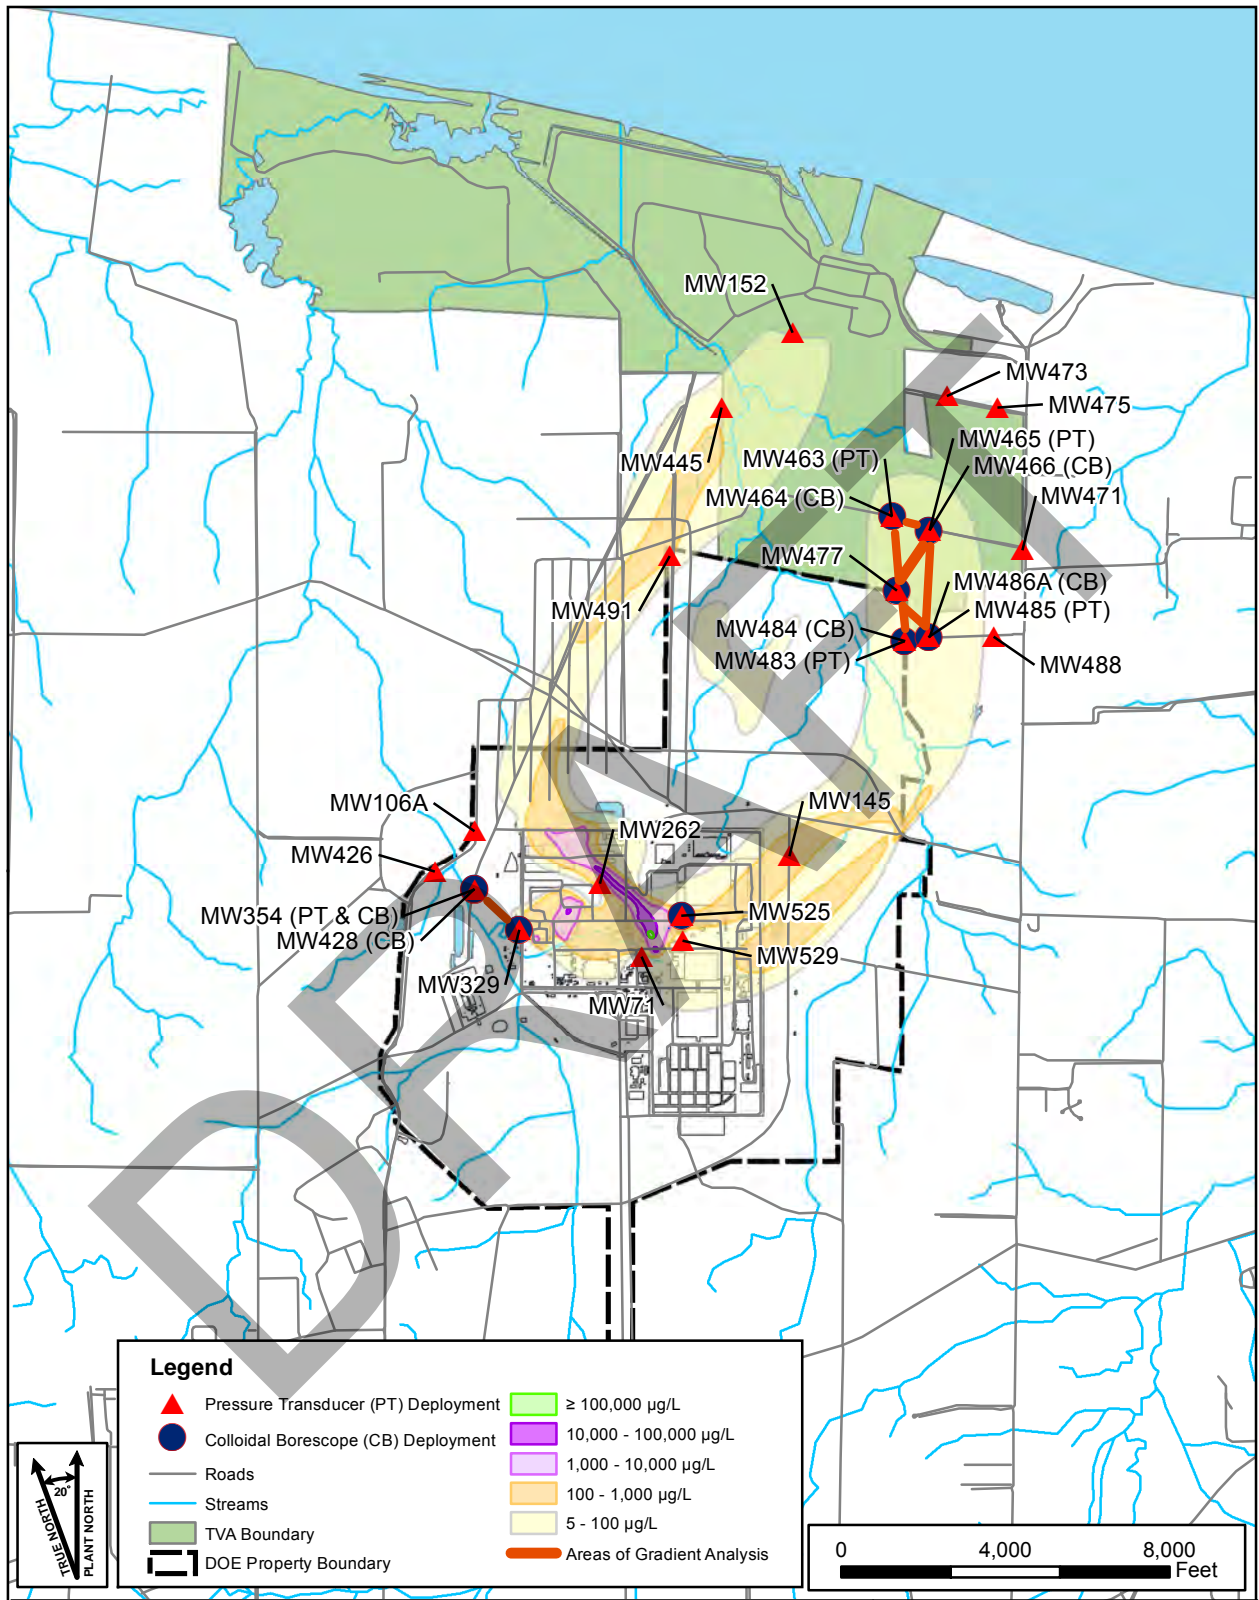 MW152
MW473
MW475
MW445
MW463 (PT)
MW465 (PT)
MW466 (CB)
MW464 (CB)
MW471
MW477
MW486A (CB)
MW491
MW485 (PT)
MW484 (CB)
MW483 (PT)
MW488
MW106A
MW145
MW262
MW426
MW354 (PT & CB)
MW525
MW428 (CB)
MW529
MW329
MW71
DRAFT
Legend
Pressure Transducer (PT) Deployment
Colloidal Borescope (CB) Deployment
Roads
Streams
TVA Boundary
DOE Property Boundary
≥ 100,000 µg/L
10,000 - 100,000 µg/L
1,000 - 10,000 µg/L
100 - 1,000 µg/L
5 - 100 µg/L
Areas of Gradient Analysis
20°
TRUE NORTH
PLANT NORTH
0 4,000 8,000
Feet